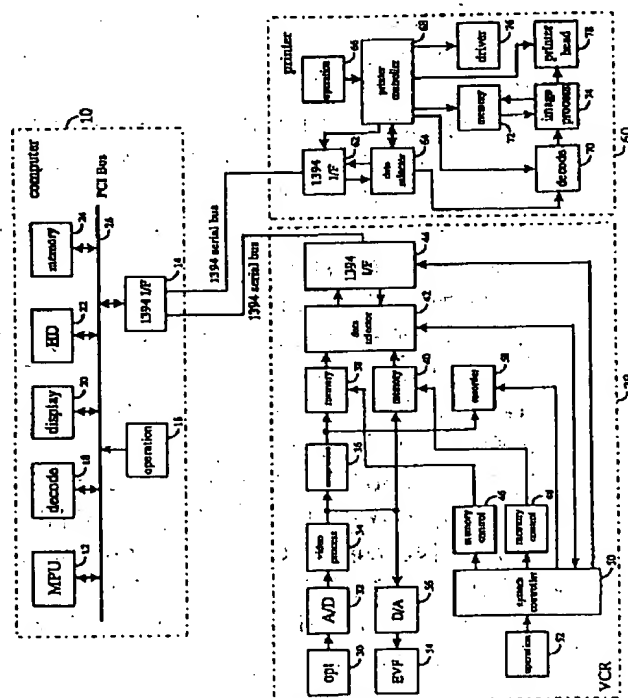 computer
10
MPU
12
decode
18
display
20
HD
22
memory
24
PCI Bus
26
operation
16
1394 I/F
14
1394 serial bus
1394 serial bus
printer
60
1394 I/F
62
data
selector
64
operation
66
printer
controller
68
decode
70
memory
72
image
process
74
driver
76
printer
head
78
VCR
28
opt
30
A/D
32
video
process
34
compression
36
memory
38
memory
40
data
selector
42
1394 I/F
44
EVF
54
D/A
56
recorder
58
memory
control
46
memory
control
48
system
controller
50
operation
52